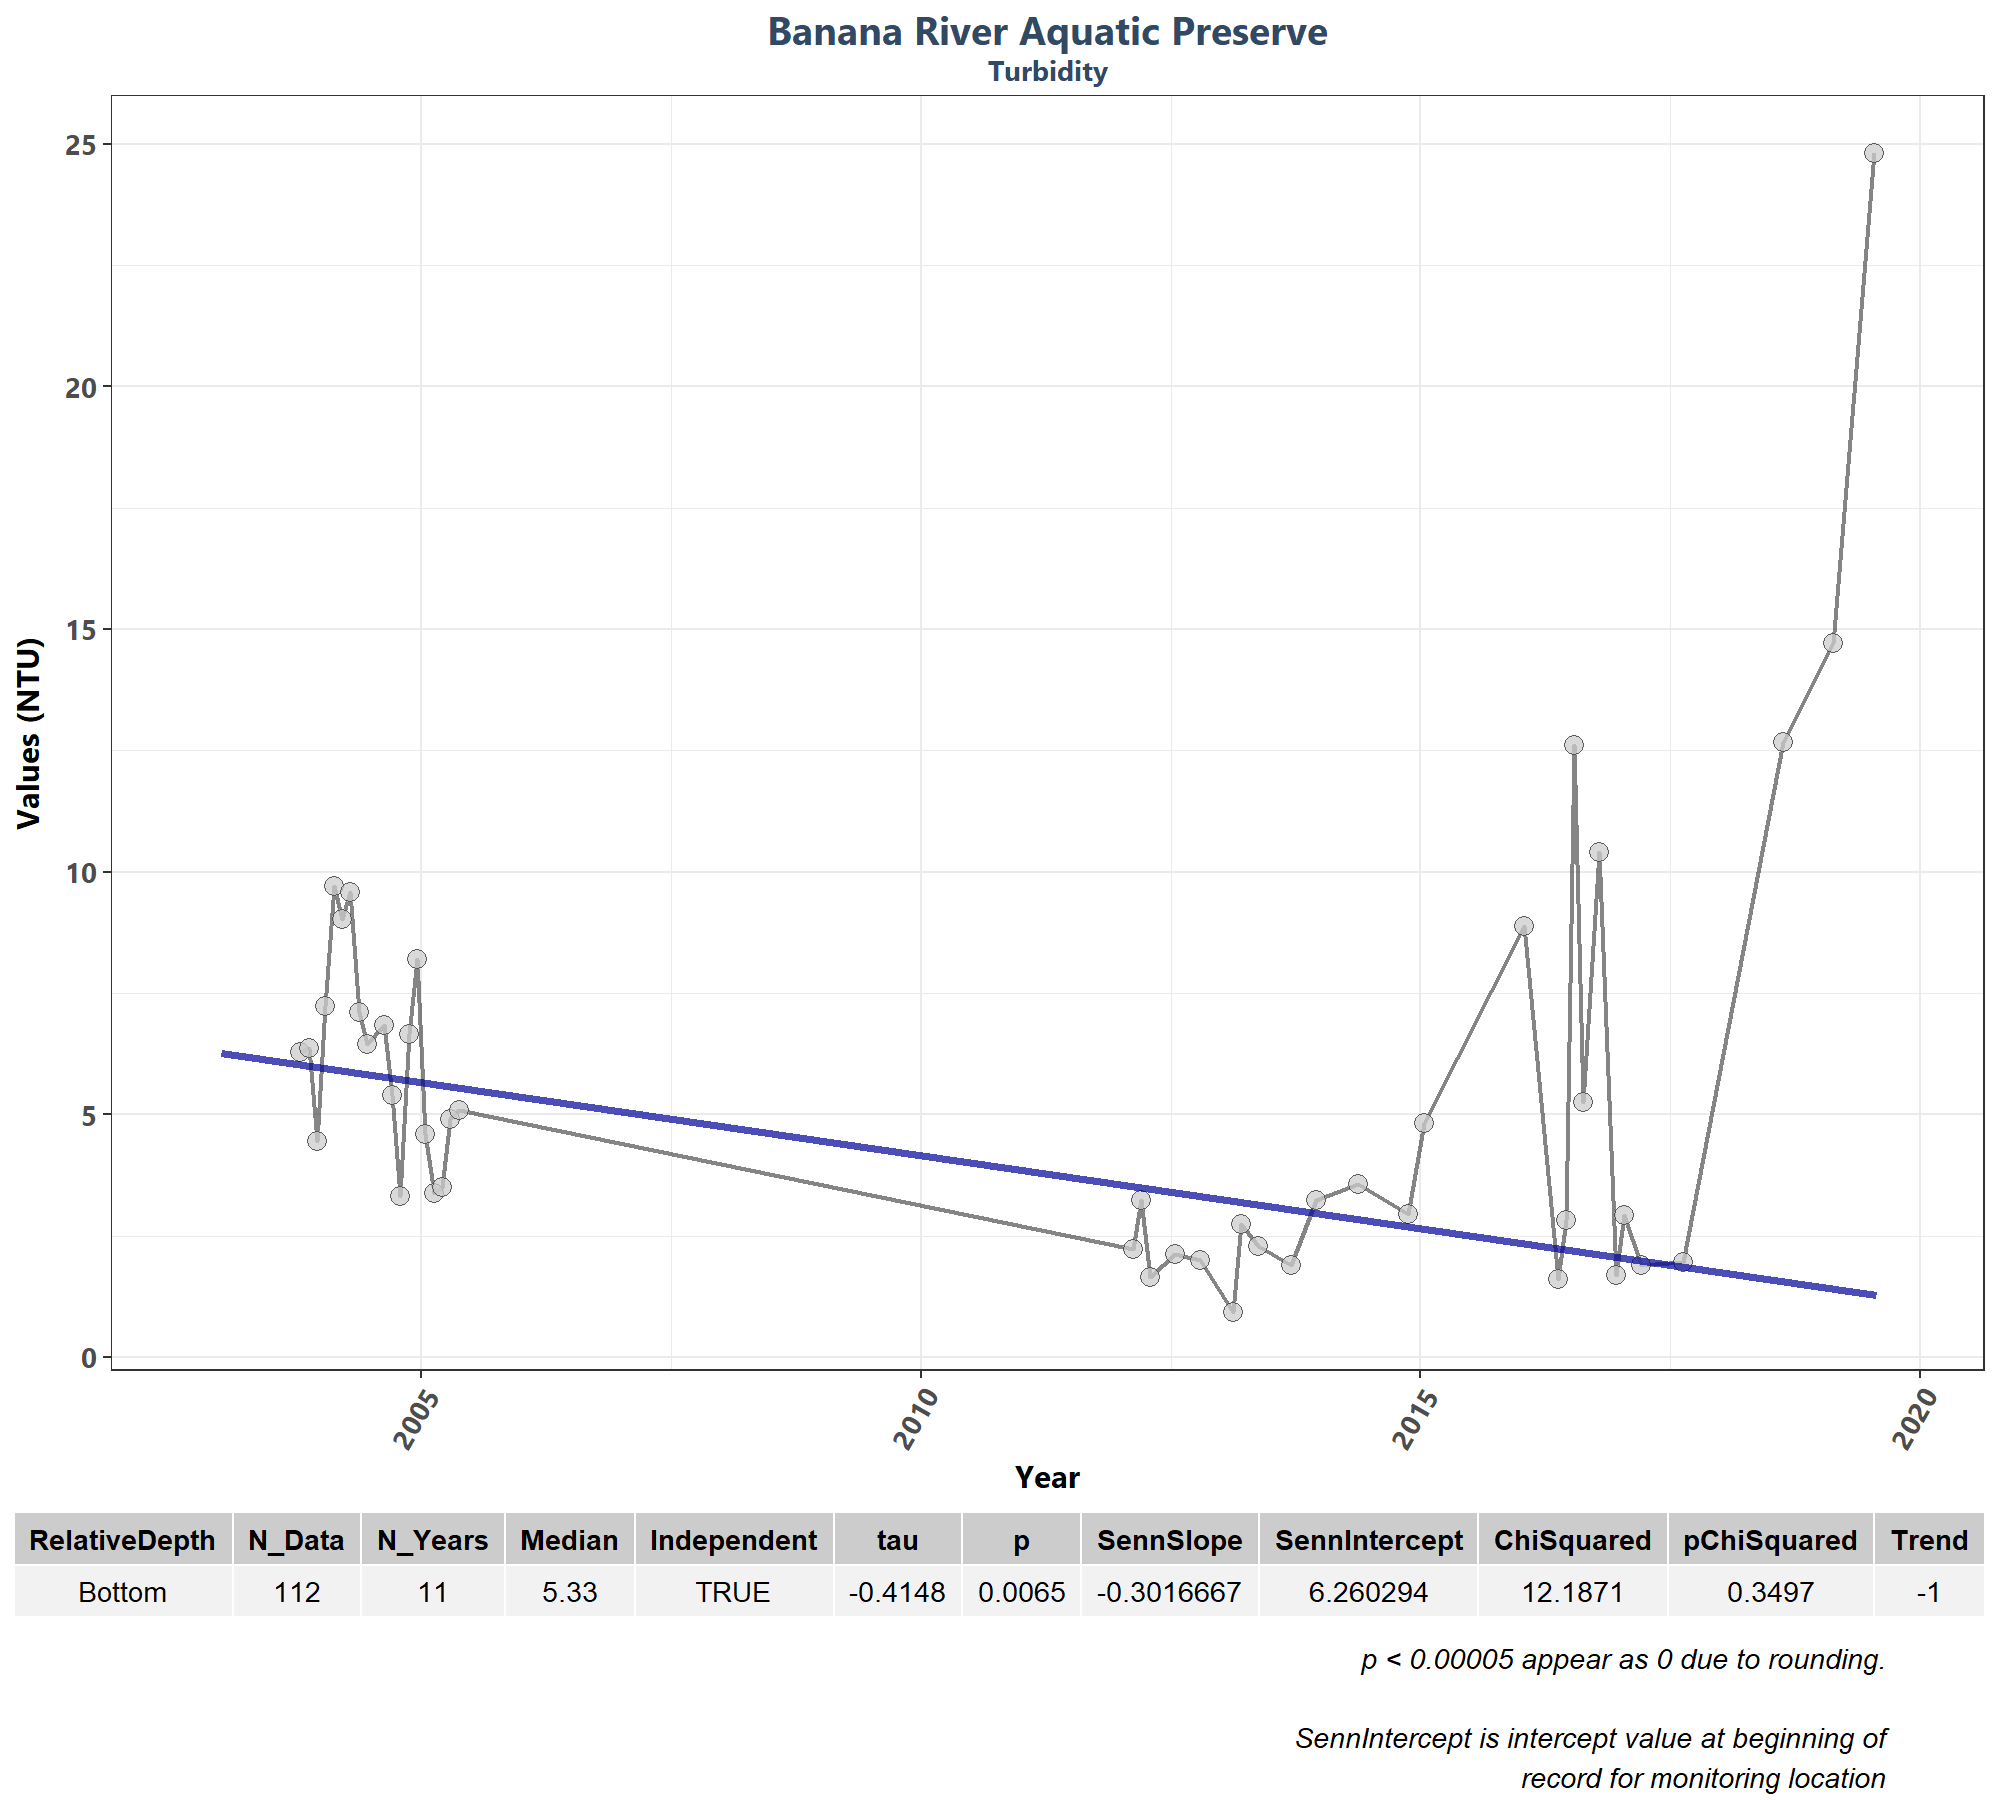 Banana River Aquatic Preserve
Turbidity
Values (NTU)
25
20
15
10
5
0
2005
2010
2015
2020
Year
RelativeDepth N_Data N_Years Median Independent tau p SennSlope SennIntercept ChiSquared pChiSquared Trend
Bottom 112 11 5.33 TRUE -0.4148 0.0065 -0.3016667 6.260294 12.1871 0.3497 -1
p < 0.00005 appear as 0 due to rounding.
SennIntercept is intercept value at beginning of
record for monitoring location